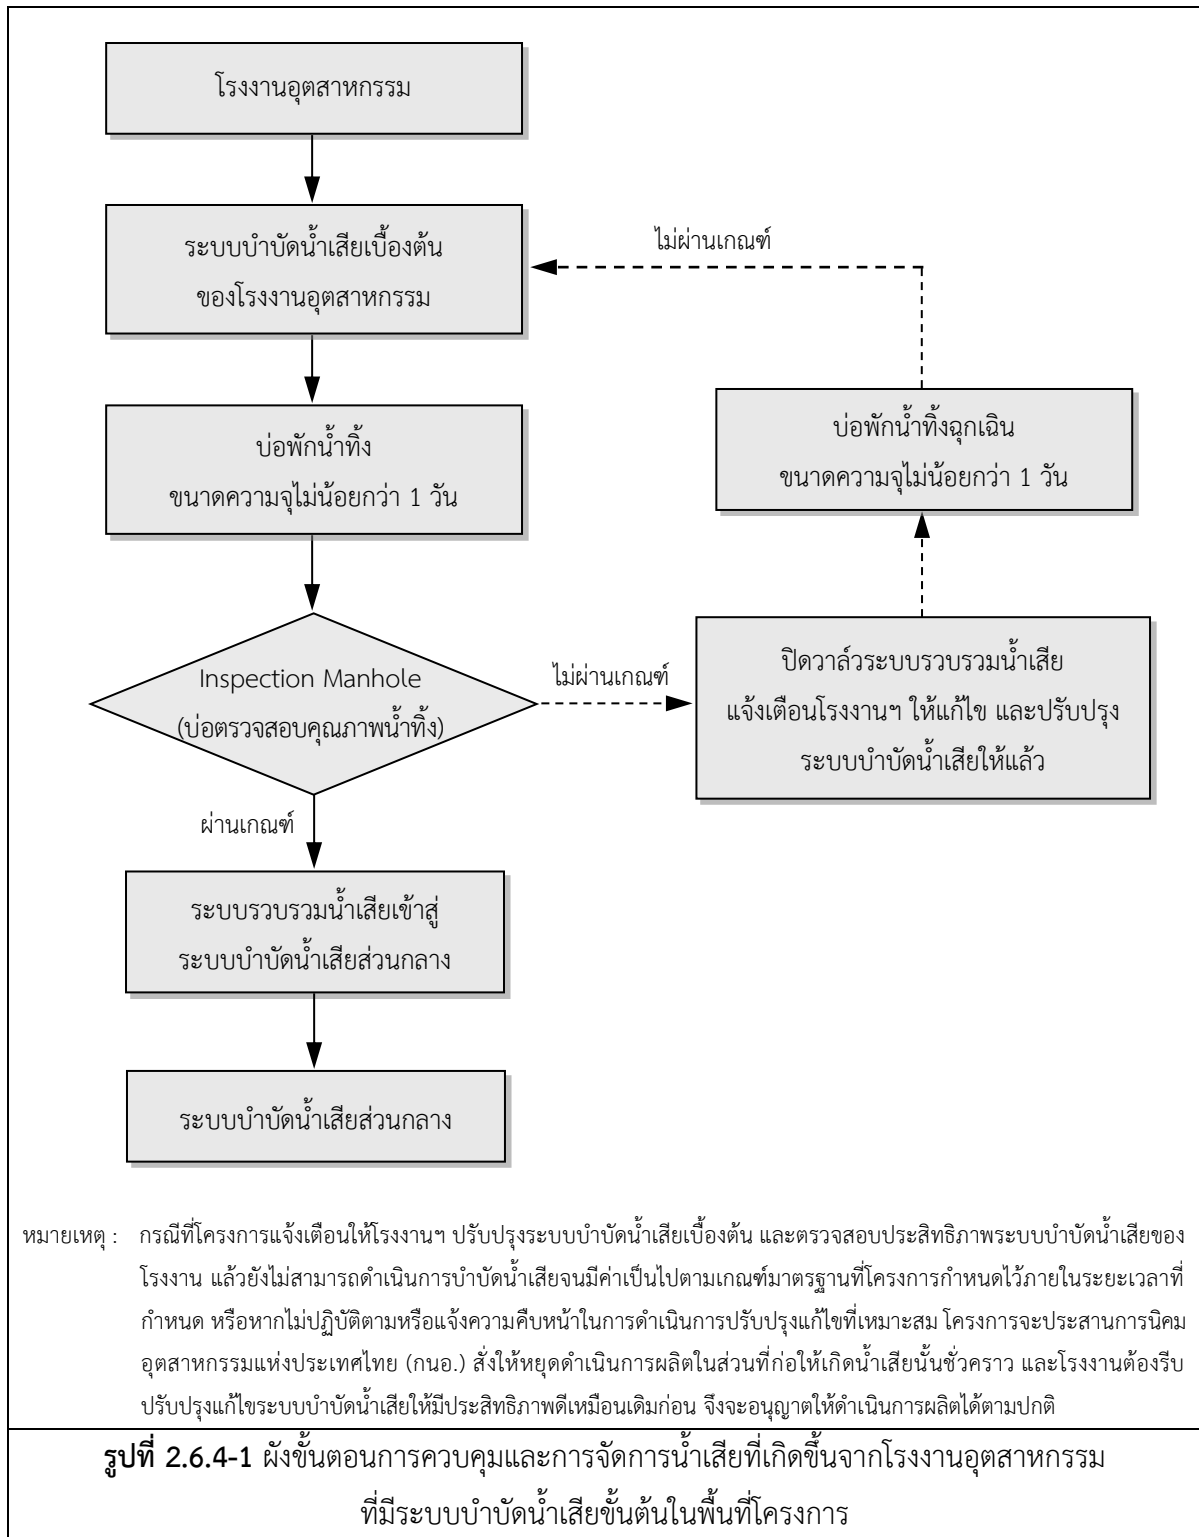 โรงงานอุตสาหกรรม
ระบบบำบัดน้ำเสียเบื้องต้น
ของโรงงานอุตสาหกรรม
ไม่ผ่านเกณฑ์
บ่อพักน้ำทิ้ง
ขนาดความจุไม่น้อยกว่า 1 วัน
บ่อพักน้ำทิ้งฉุกเฉิน
ขนาดความจุไม่น้อยกว่า 1 วัน
Inspection Manhole
(บ่อตรวจสอบคุณภาพน้ำทิ้ง)
ไม่ผ่านเกณฑ์
ปิดวาล์วระบบรวบรวมน้ำเสีย
แจ้งเตือนโรงงานฯ ให้แก้ไข และปรับปรุง
ระบบบำบัดน้ำเสียให้แล้ว
ผ่านเกณฑ์
ระบบรวบรวมน้ำเสียเข้าสู่
ระบบบำบัดน้ำเสียส่วนกลาง
ระบบบำบัดน้ำเสียส่วนกลาง
หมายเหตุ : กรณีที่โครงการแจ้งเตือนให้โรงงานฯ ปรับปรุงระบบบำบัดน้ำเสียเบื้องต้น และตรวจสอบประสิทธิภาพระบบบำบัดน้ำเสียของ
โรงงาน แล้วยังไม่สามารถดำเนินการบำบัดน้ำเสียจนมีค่าเป็นไปตามเกณฑ์มาตรฐานที่โครงการกำหนดไว้ภายในระยะเวลาที่
กำหนด หรือหากไม่ปฏิบัติตามหรือแจ้งความคืบหน้าในการดำเนินการปรับปรุงแก้ไขที่เหมาะสม โครงการจะประสานการนิคม
อุตสาหกรรมแห่งประเทศไทย (กนอ.) สั่งให้หยุดดำเนินการผลิตในส่วนที่ก่อให้เกิดน้ำเสียนั้นชั่วคราว และโรงงานต้องรีบ
ปรับปรุงแก้ไขระบบบำบัดน้ำเสียให้มีประสิทธิภาพดีเหมือนเดิมก่อน จึงจะอนุญาตให้ดำเนินการผลิตได้ตามปกติ
รูปที่ 2.6.4-1 ผังขั้นตอนการควบคุมและการจัดการน้ำเสียที่เกิดขึ้นจากโรงงานอุตสาหกรรม
ที่มีระบบบำบัดน้ำเสียขั้นต้นในพื้นที่โครงการ